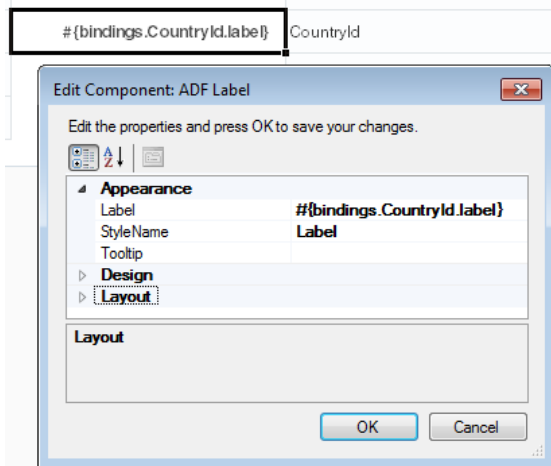 #{bindings.CountryId.label} CountryId
Edit Component: ADF Label
Edit the properties and press OK to save your changes.
Appearance
Label #{bindings.CountryId.label}
StyleName Label
Tooltip
Design
Layout
Layout
OK Cancel